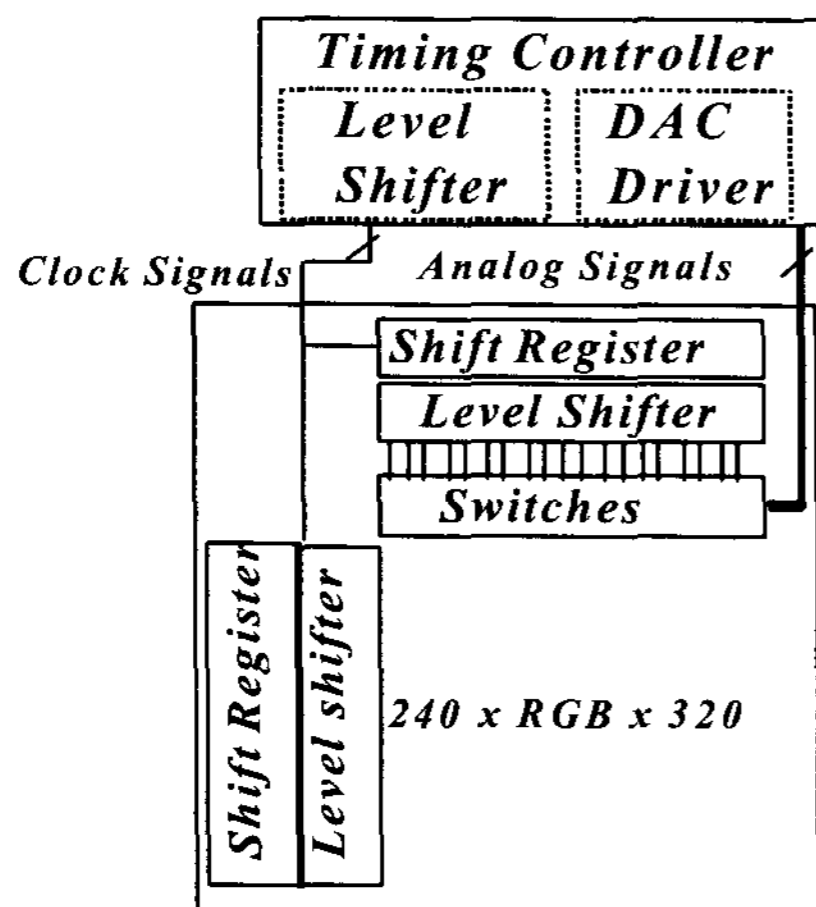 Timing Controller
Level
Shifter
DAC
Driver
Clock Signals
Analog Signals
Shift Register
Level Shifter
Switches
Shift Register
Level shifter
240 x RGB x 320